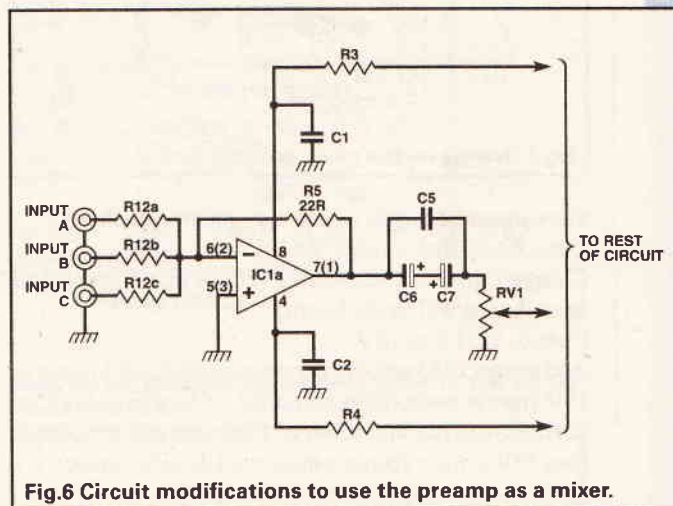 R3
C1
R5
22R
C5
INPUT
A
R12a
INPUT
B
R12b
INPUT
C
R12c
6(2)
5(3)
IC1a
8
4
7(1)
C6
C7
RV1
TO REST
OF CIRCUIT
C2
R4
Fig.6 Circuit modifications to use the preamp as a mixer.